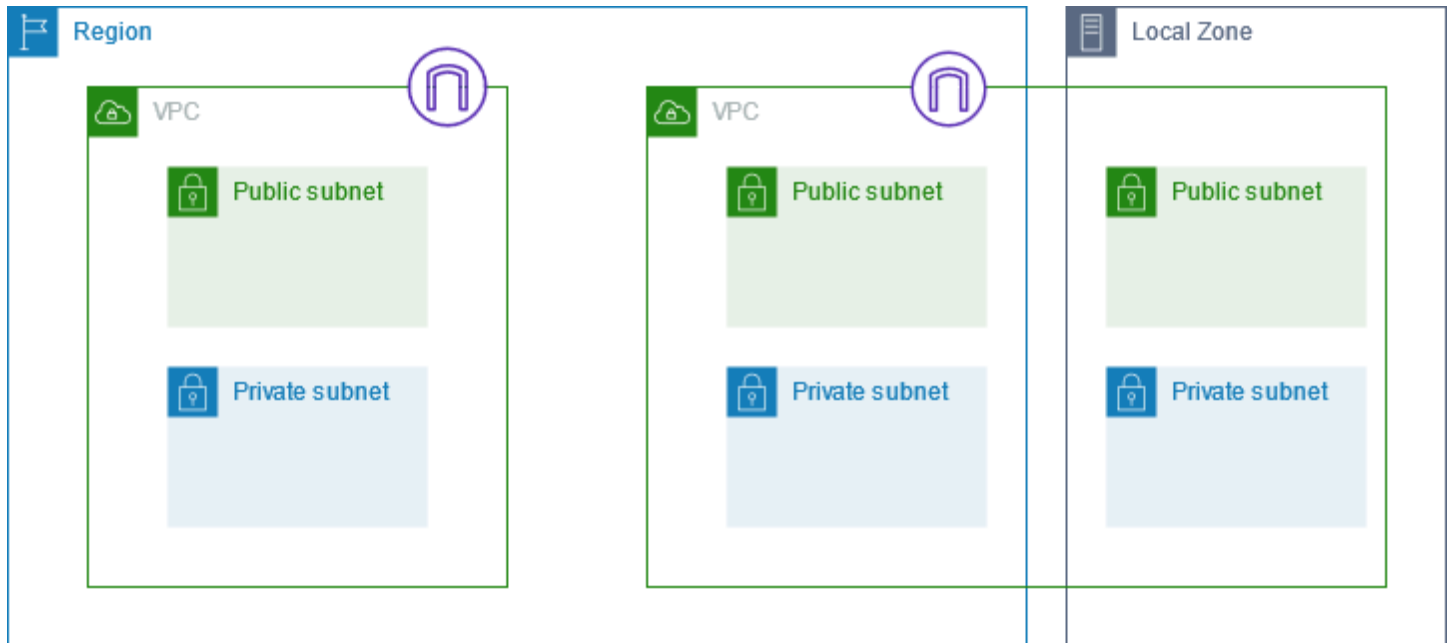 Region
Local Zone
VPC
VPC
Public subnet
Public subnet
Public subnet
Private subnet
Private subnet
Private subnet